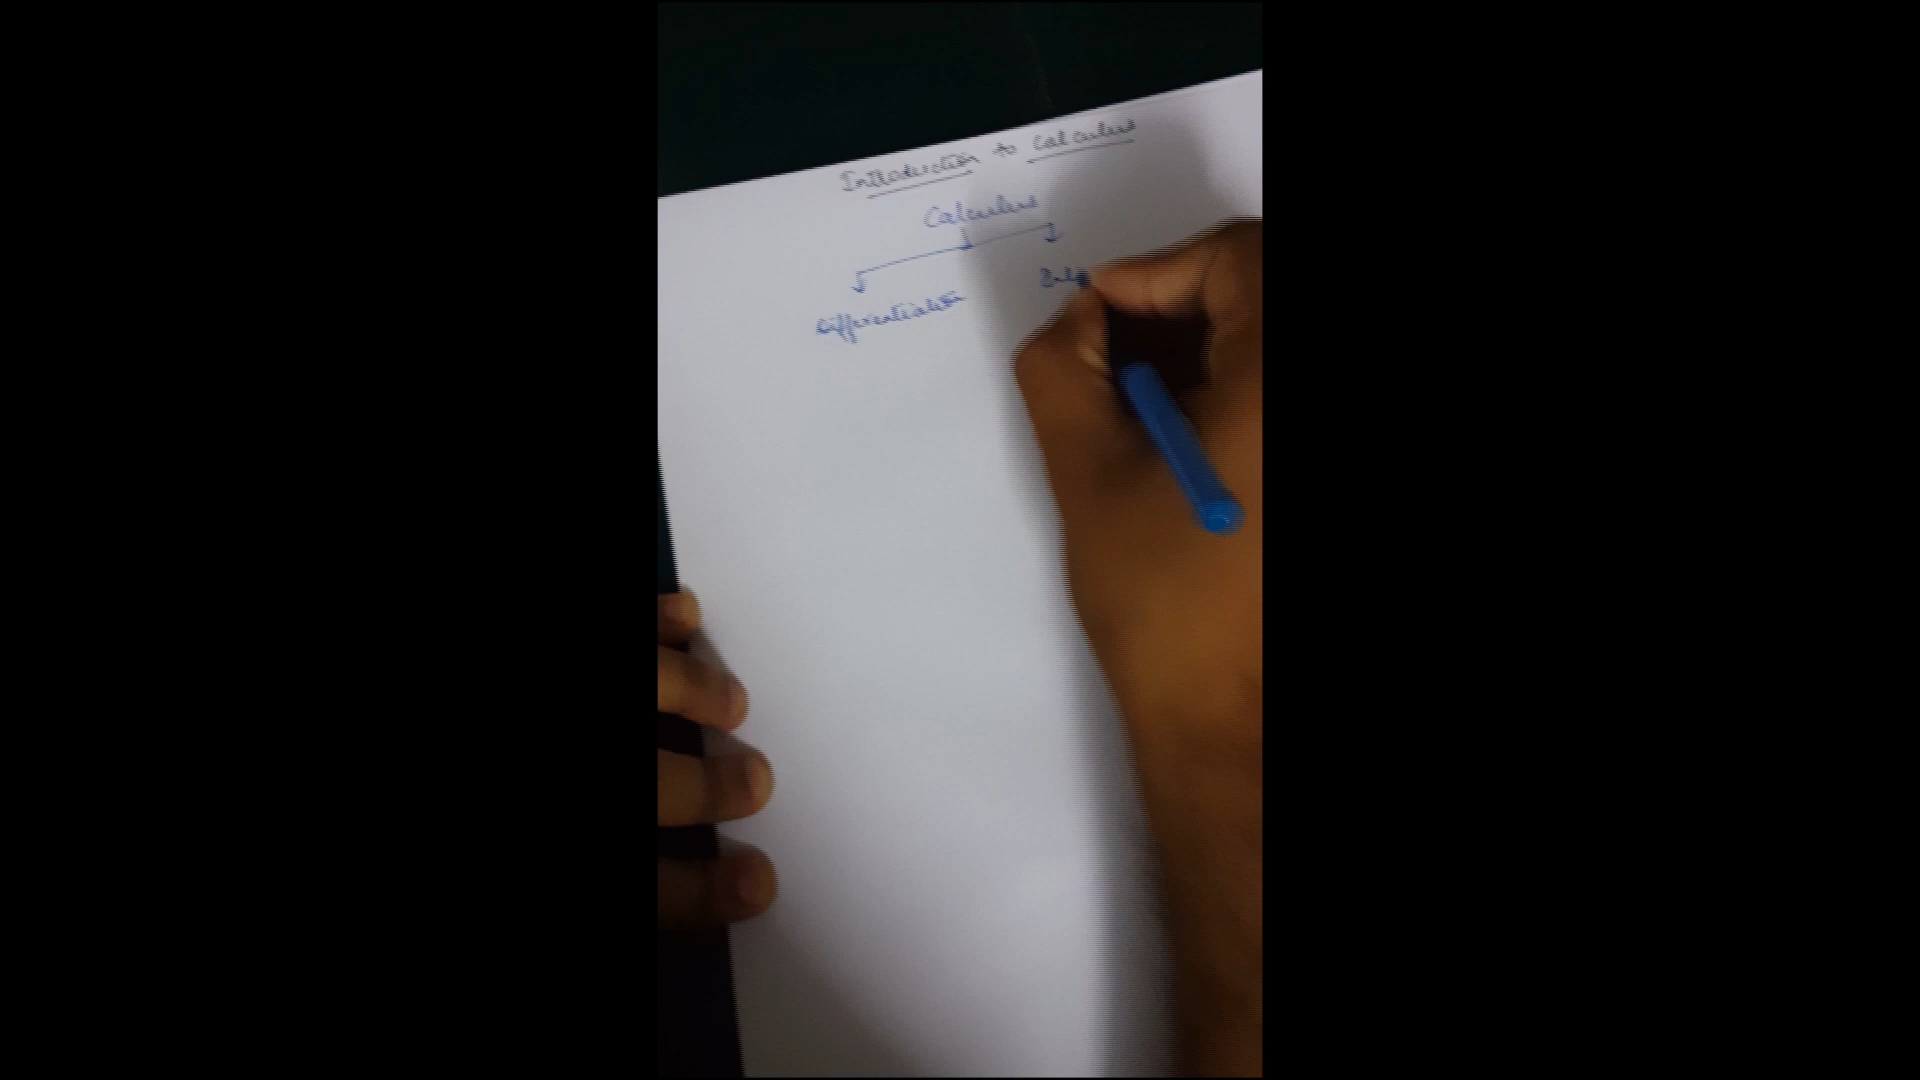 Introduction to Calculus
Calculus
Differentiation